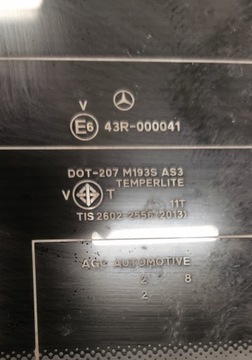 V
E6 43R-000041
DOT-207 M193S AS3
TEMPERLITE
V T
11T
TIS 2602-2556(2013)
AGC AUTOMOTIVE
2 8
2